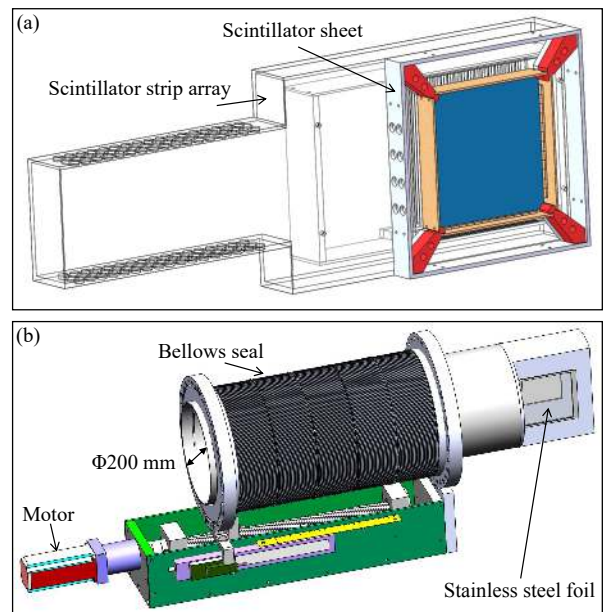 (a)
Scintillator sheet
Scintillator strip array
(b)
Bellows seal
Φ200 mm
Motor
Stainless steel foil